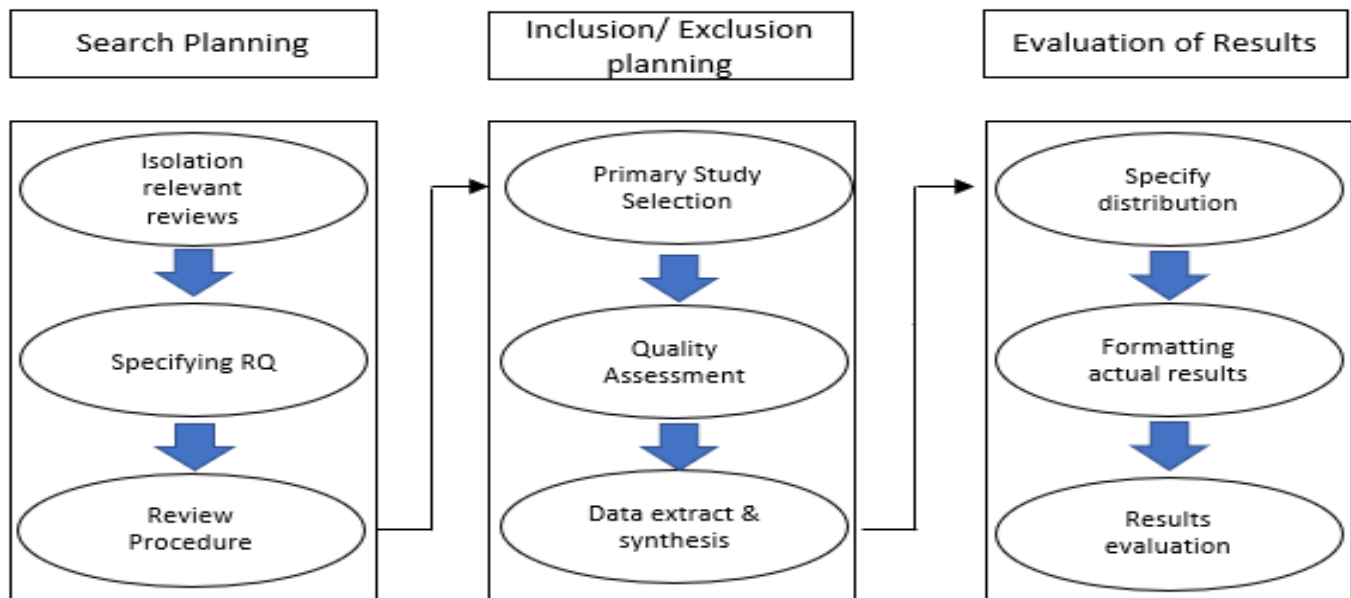 Search Planning
Inclusion/ Exclusion
planning
Evaluation of Results
Isolation
relevant
reviews
Specifying RQ
Review
Procedure
Primary Study
Selection
Quality
Assessment
Data extract &
synthesis
Specify
distribution
Formatting
actual results
Results
evaluation